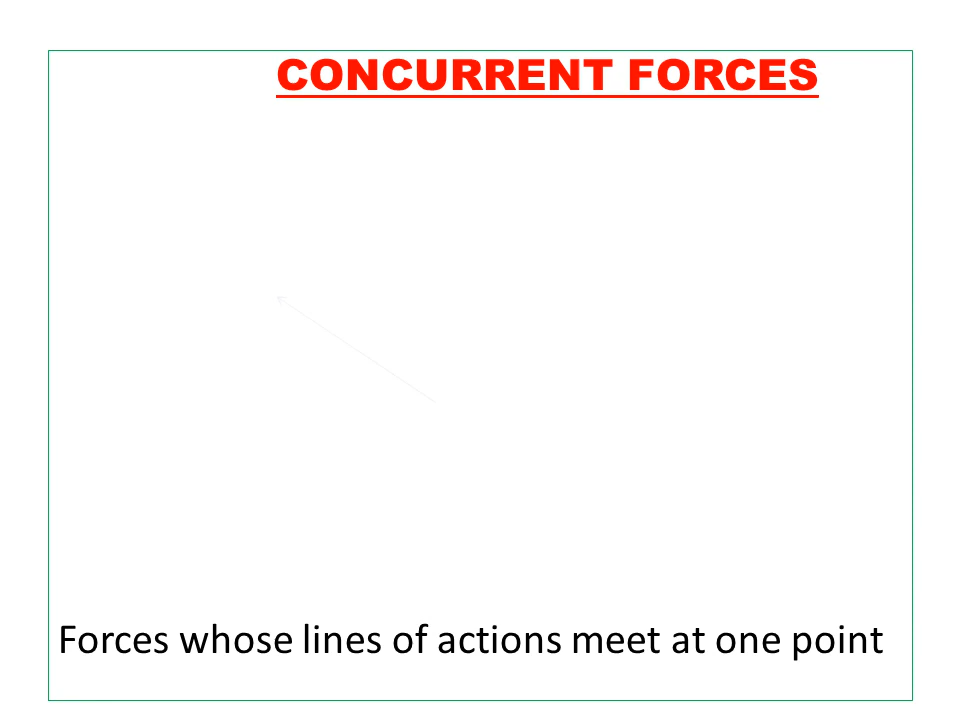 CONCURRENT FORCES
Forces whose lines of actions meet at one point